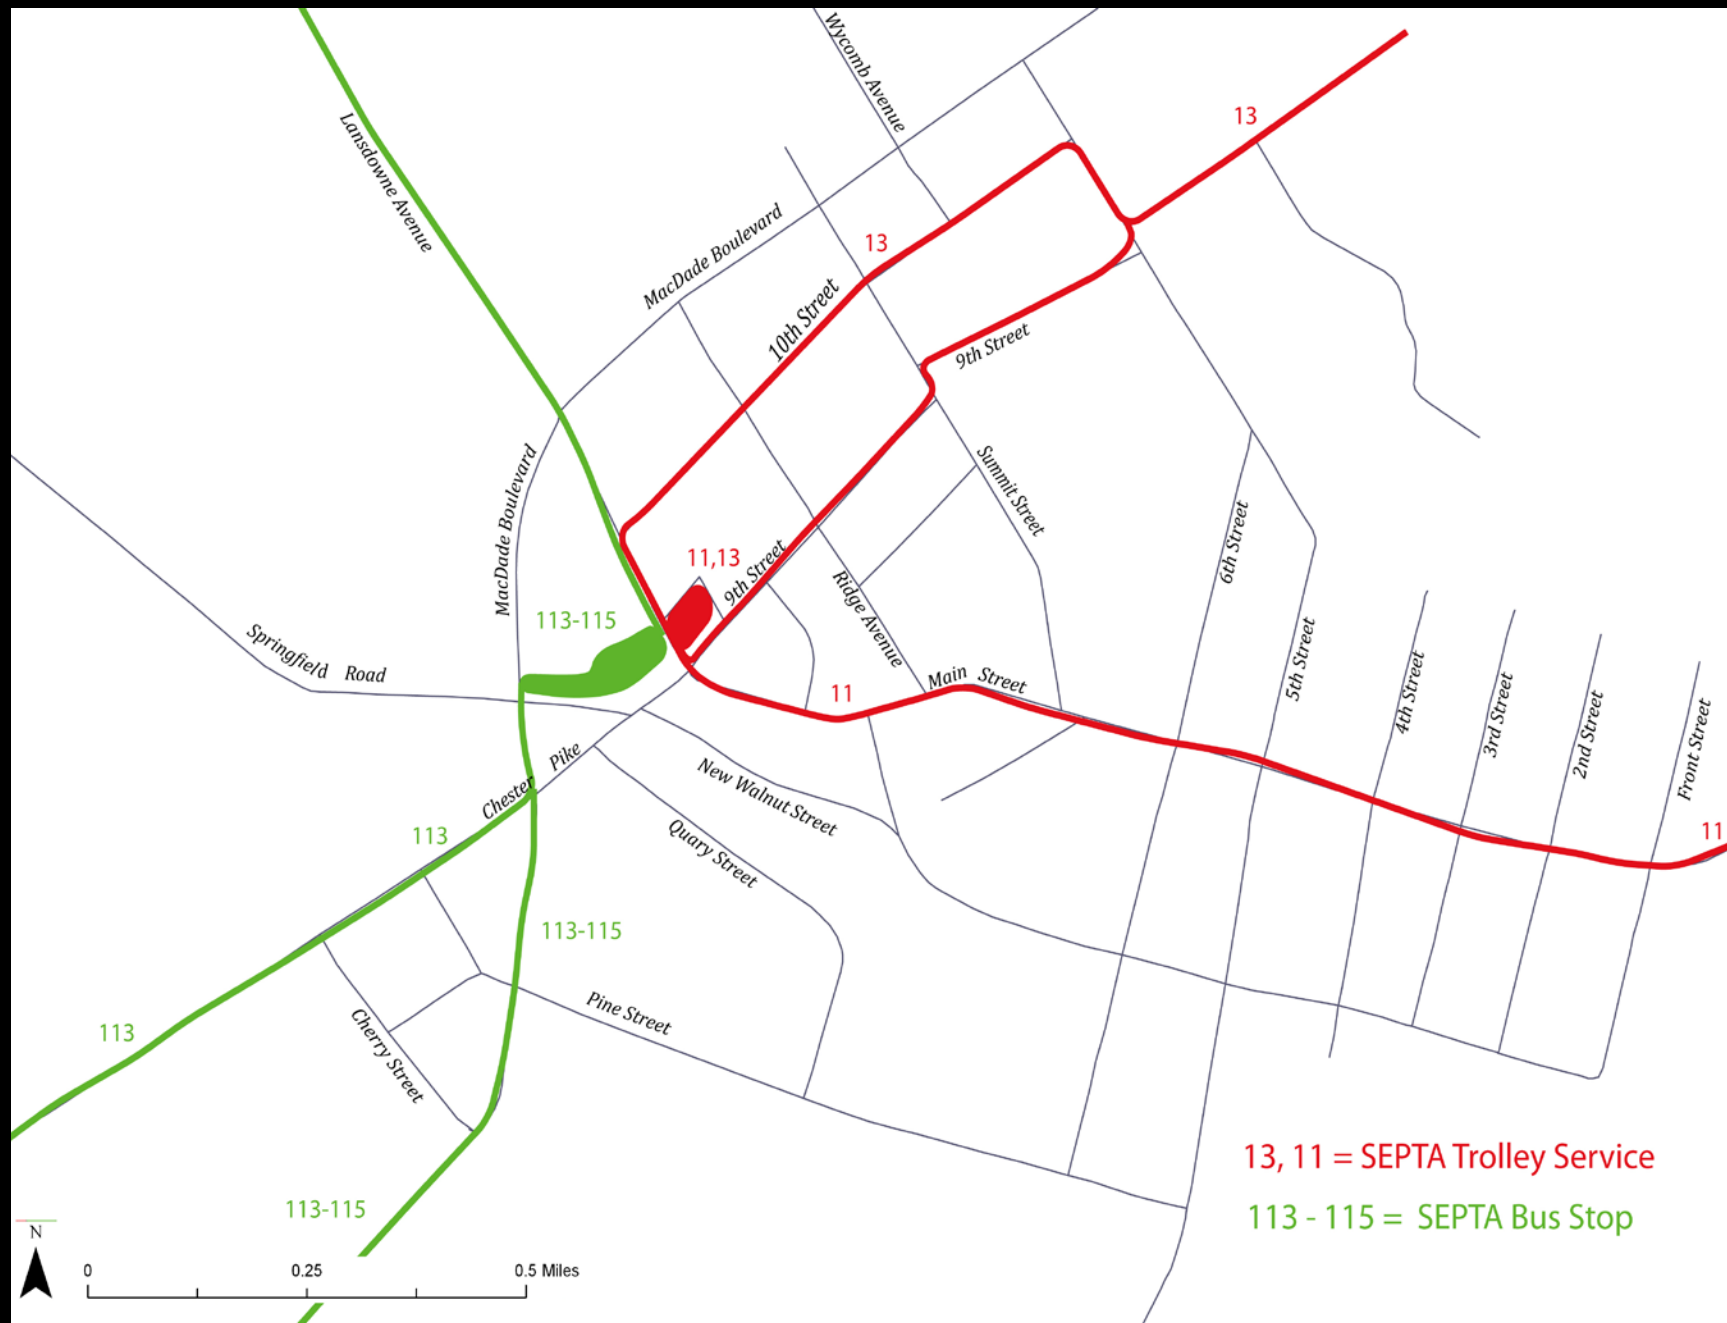 Wycomb Avenue
13
Lansdowne Avenue
MacDade Boulevard
13
10th Street
9th Street
MacDade Boulevard
Summit Street
6th Street
11,13
9th Street
113-115
Ridge Avenue
Springfield Road
5th Street
4th Street
3rd Street
2nd Street
Front Street
Main Street
11
Chester Pike
New Walnut Street
Quary Street
11
113
113-115
Pine Street
113
Cherry Street
113-115
13, 11 = SEPTA Trolley Service
113 - 115 = SEPTA Bus Stop
N
0 0.25 0.5 Miles